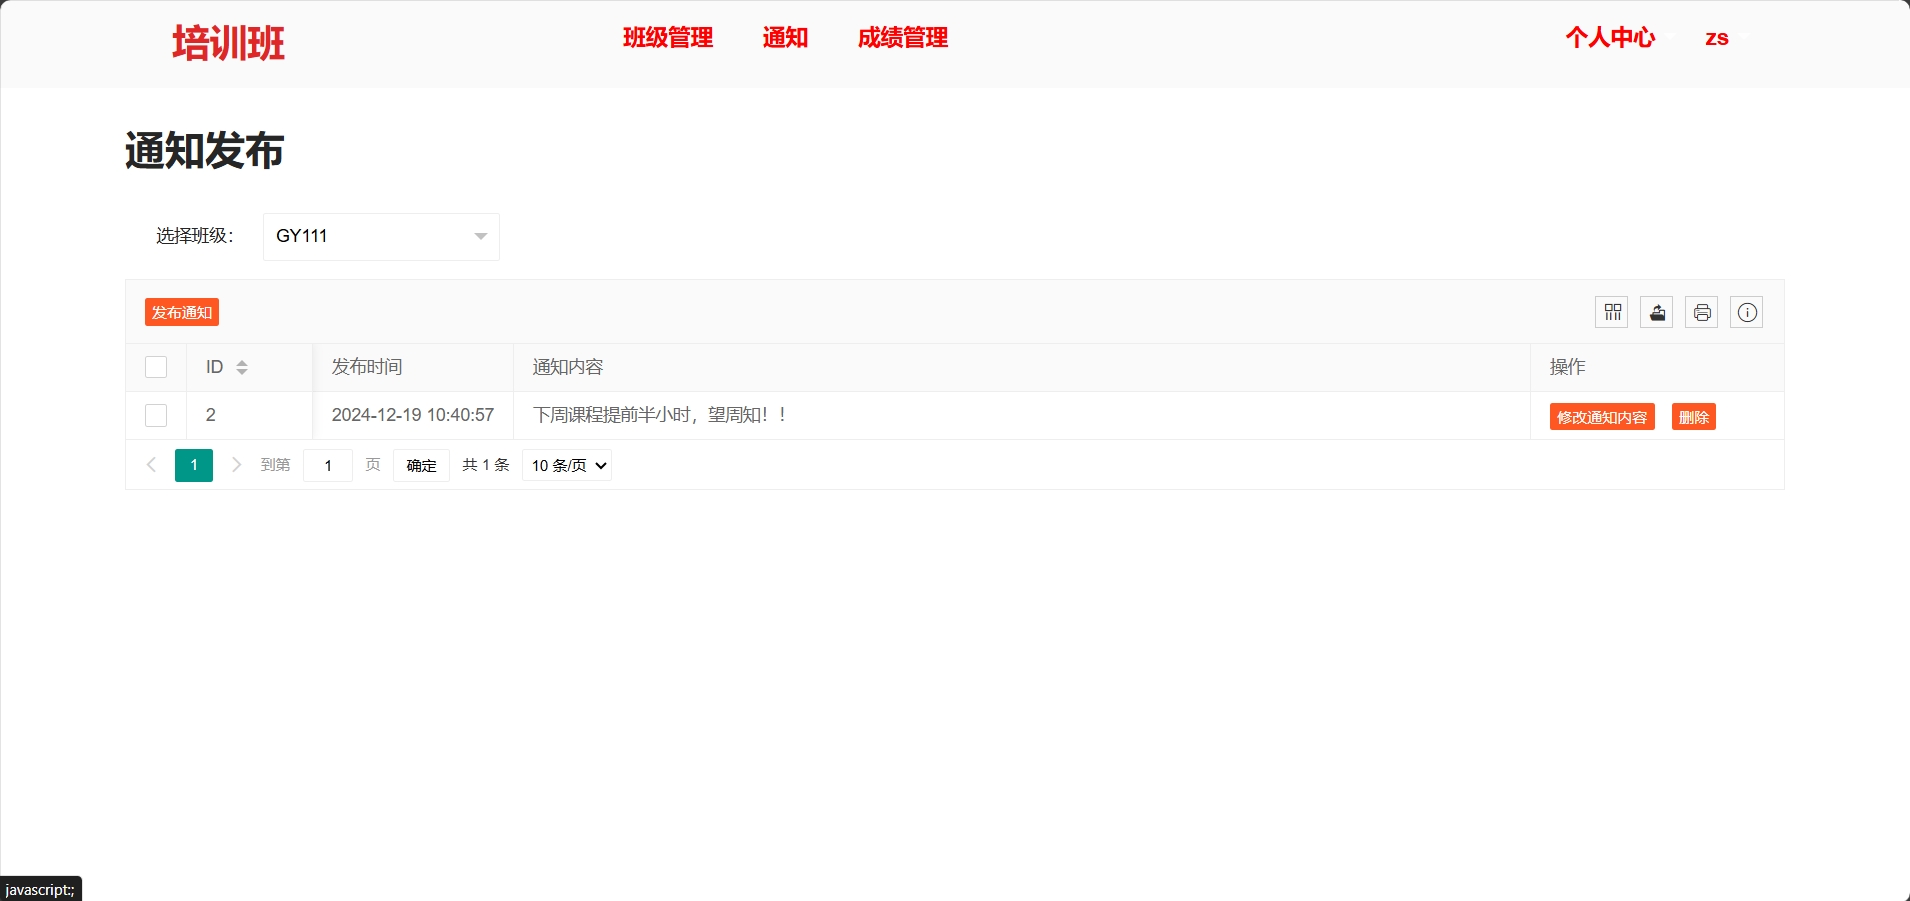 培训班 班级管理 通知 成绩管理 个人中心 zs
通知发布
选择班级： GY111
发布通知
ID 发布时间 通知内容 操作
2 2024-12-19 10:40:57 下周课程提前半小时，望周知！！ 修改通知内容 删除
1 到第 1 页 确定 共 1 条 10 条/页
javascript:;